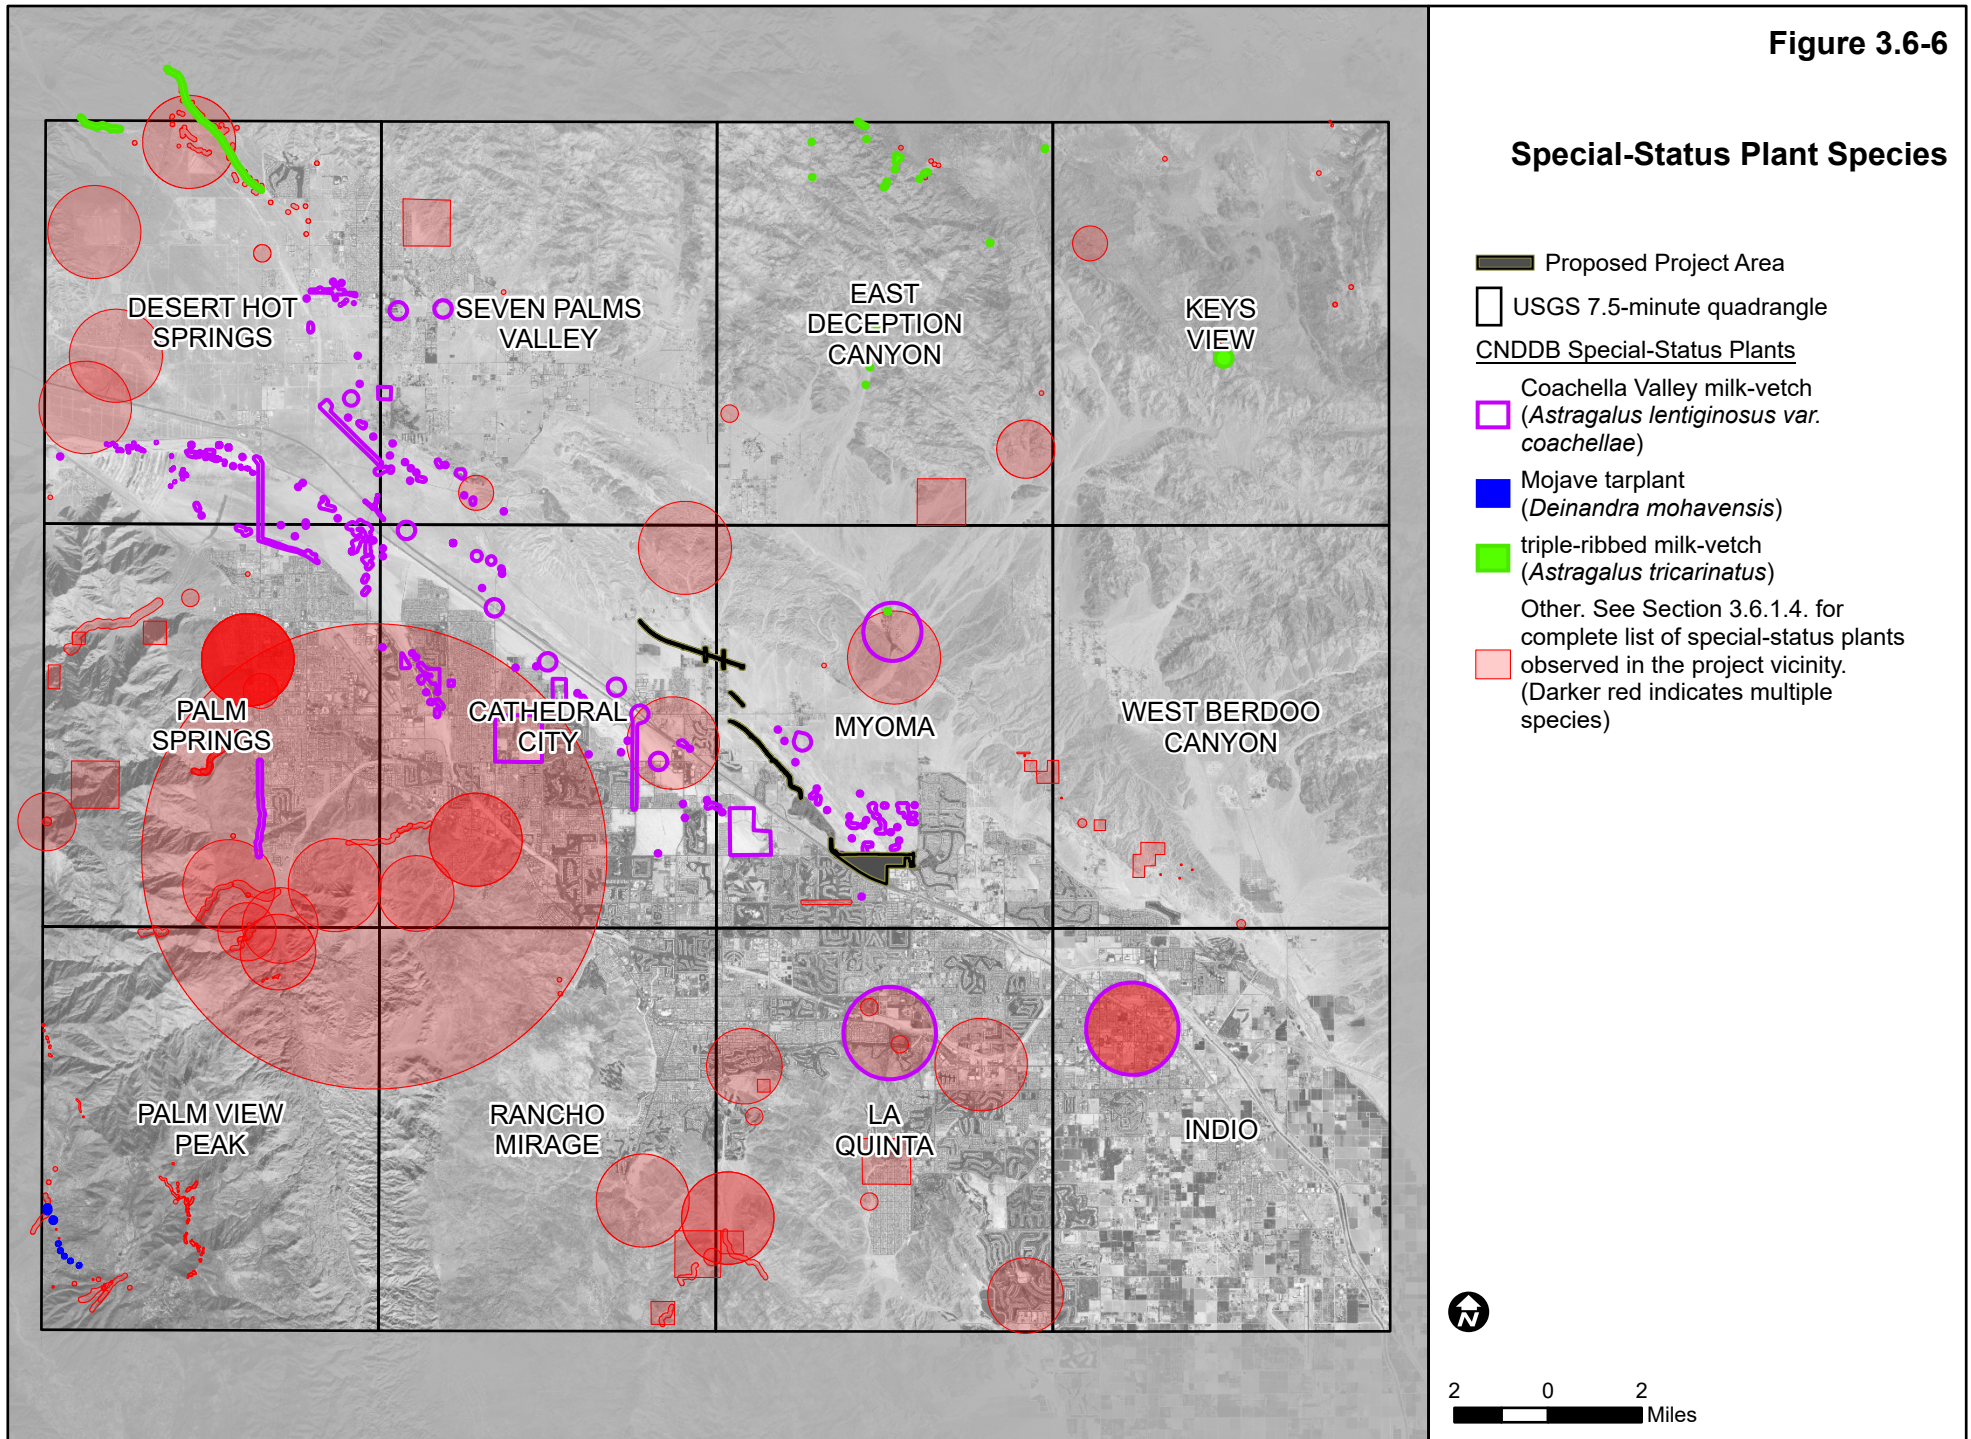 Figure 3.6-6
Special-Status Plant Species
Proposed Project Area
USGS 7.5-minute quadrangle
CNDDB Special-Status Plants
Coachella Valley milk-vetch
(Astragalus lentiginosus var.
coachellae)
Mojave tarplant
(Deinandra mohavensis)
triple-ribbed milk-vetch
(Astragalus tricarinatus)
Other. See Section 3.6.1.4. for
complete list of special-status plants
observed in the project vicinity.
(Darker red indicates multiple
species)
DESERT HOT
SPRINGS
SEVEN PALMS
VALLEY
EAST
DECEPTION
CANYON
KEYS
VIEW
PALM
SPRINGS
CATHEDRAL
CITY
MYOMA
WEST BERDOO
CANYON
PALM VIEW
PEAK
RANCHO
MIRAGE
LA
QUINTA
INDIO
N
2 0 2
Miles